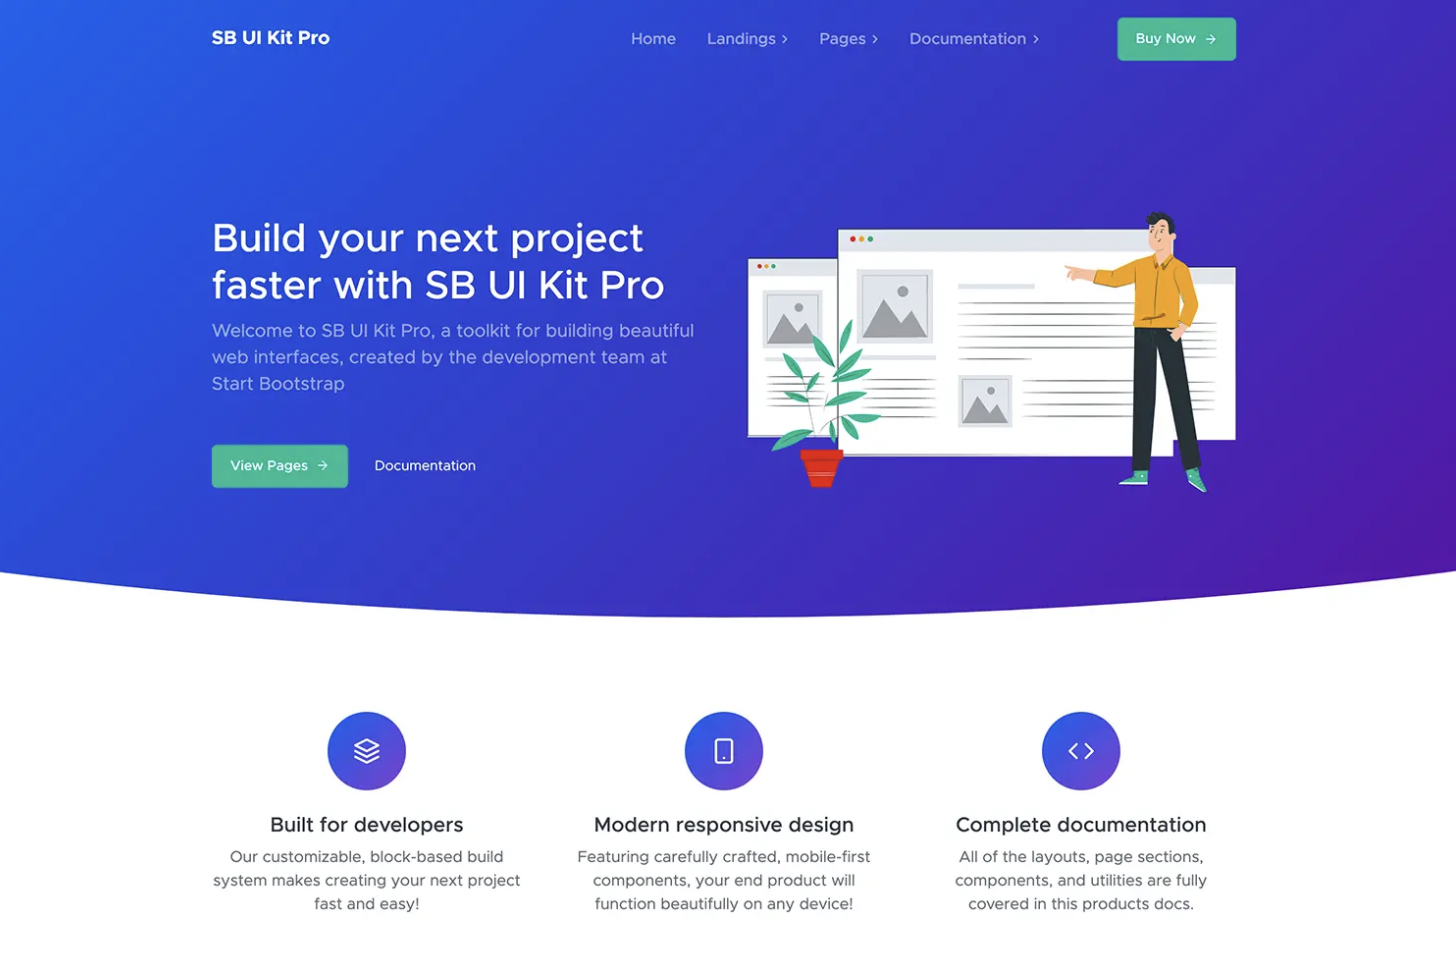 SB UI Kit Pro
Home
Landings
Pages
Documentation
Buy Now
Build your next project
faster with SB UI Kit Pro
Welcome to SB UI Kit Pro, a toolkit for building beautiful
web interfaces, created by the development team at
Start Bootstrap
View Pages
Documentation
Built for developers
Our customizable, block-based build
system makes creating your next project
fast and easy!
Modern responsive design
Featuring carefully crafted, mobile-first
components, your end product will
function beautifully on any device!
Complete documentation
All of the layouts, page sections,
components, and utilities are fully
covered in this products docs.